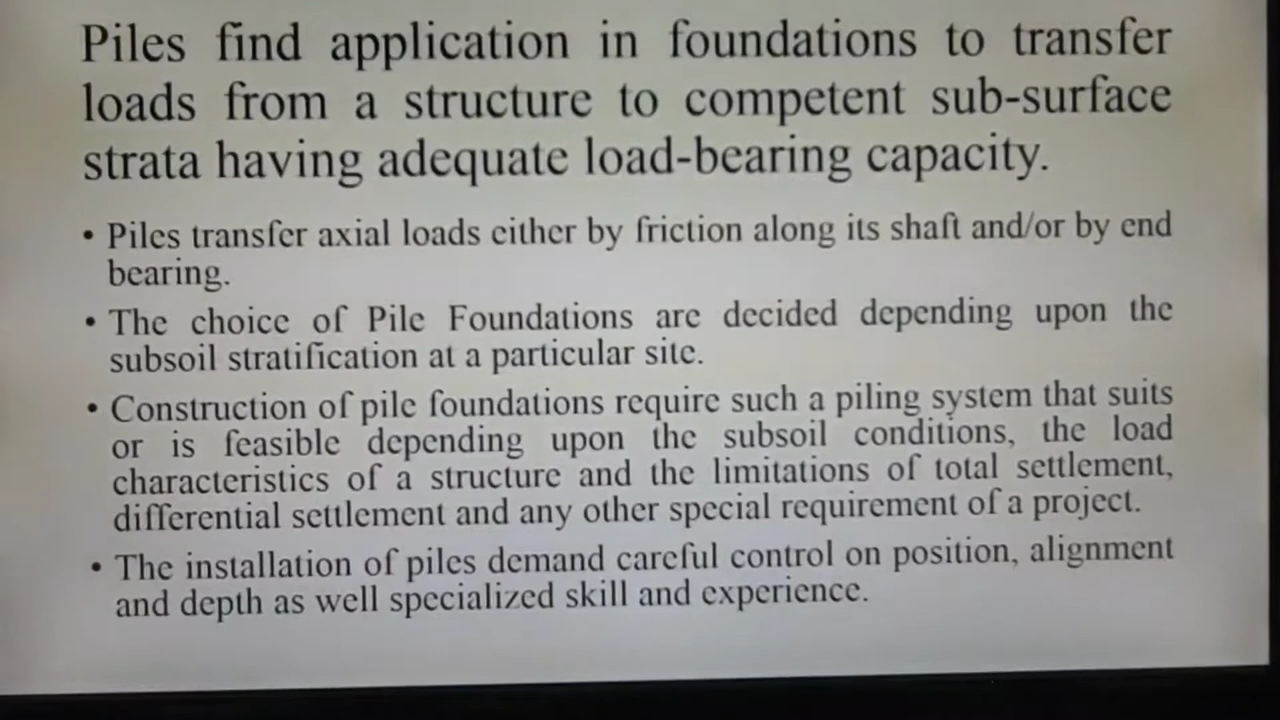 Piles find application in foundations to transfer
loads from a structure to competent sub-surface
strata having adequate load-bearing capacity.
• Piles transfer axial loads either by friction along its shaft and/or by end
bearing.
• The choice of Pile Foundations are decided depending upon the
subsoil stratification at a particular site.
• Construction of pile foundations require such a piling system that suits
or is feasible depending upon the subsoil conditions, the load
characteristics of a structure and the limitations of total settlement,
differential settlement and any other special requirement of a project.
• The installation of piles demand careful control on position, alignment
and depth as well specialized skill and experience.